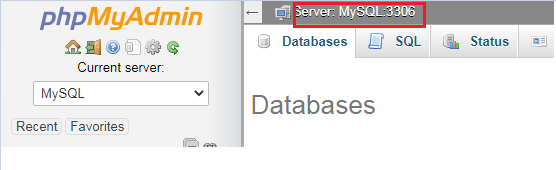 phpMyAdmin
Server: MySQL:3306
Databases
SQL
Status
Current server:
MySQL
Recent
Favorites
Databases